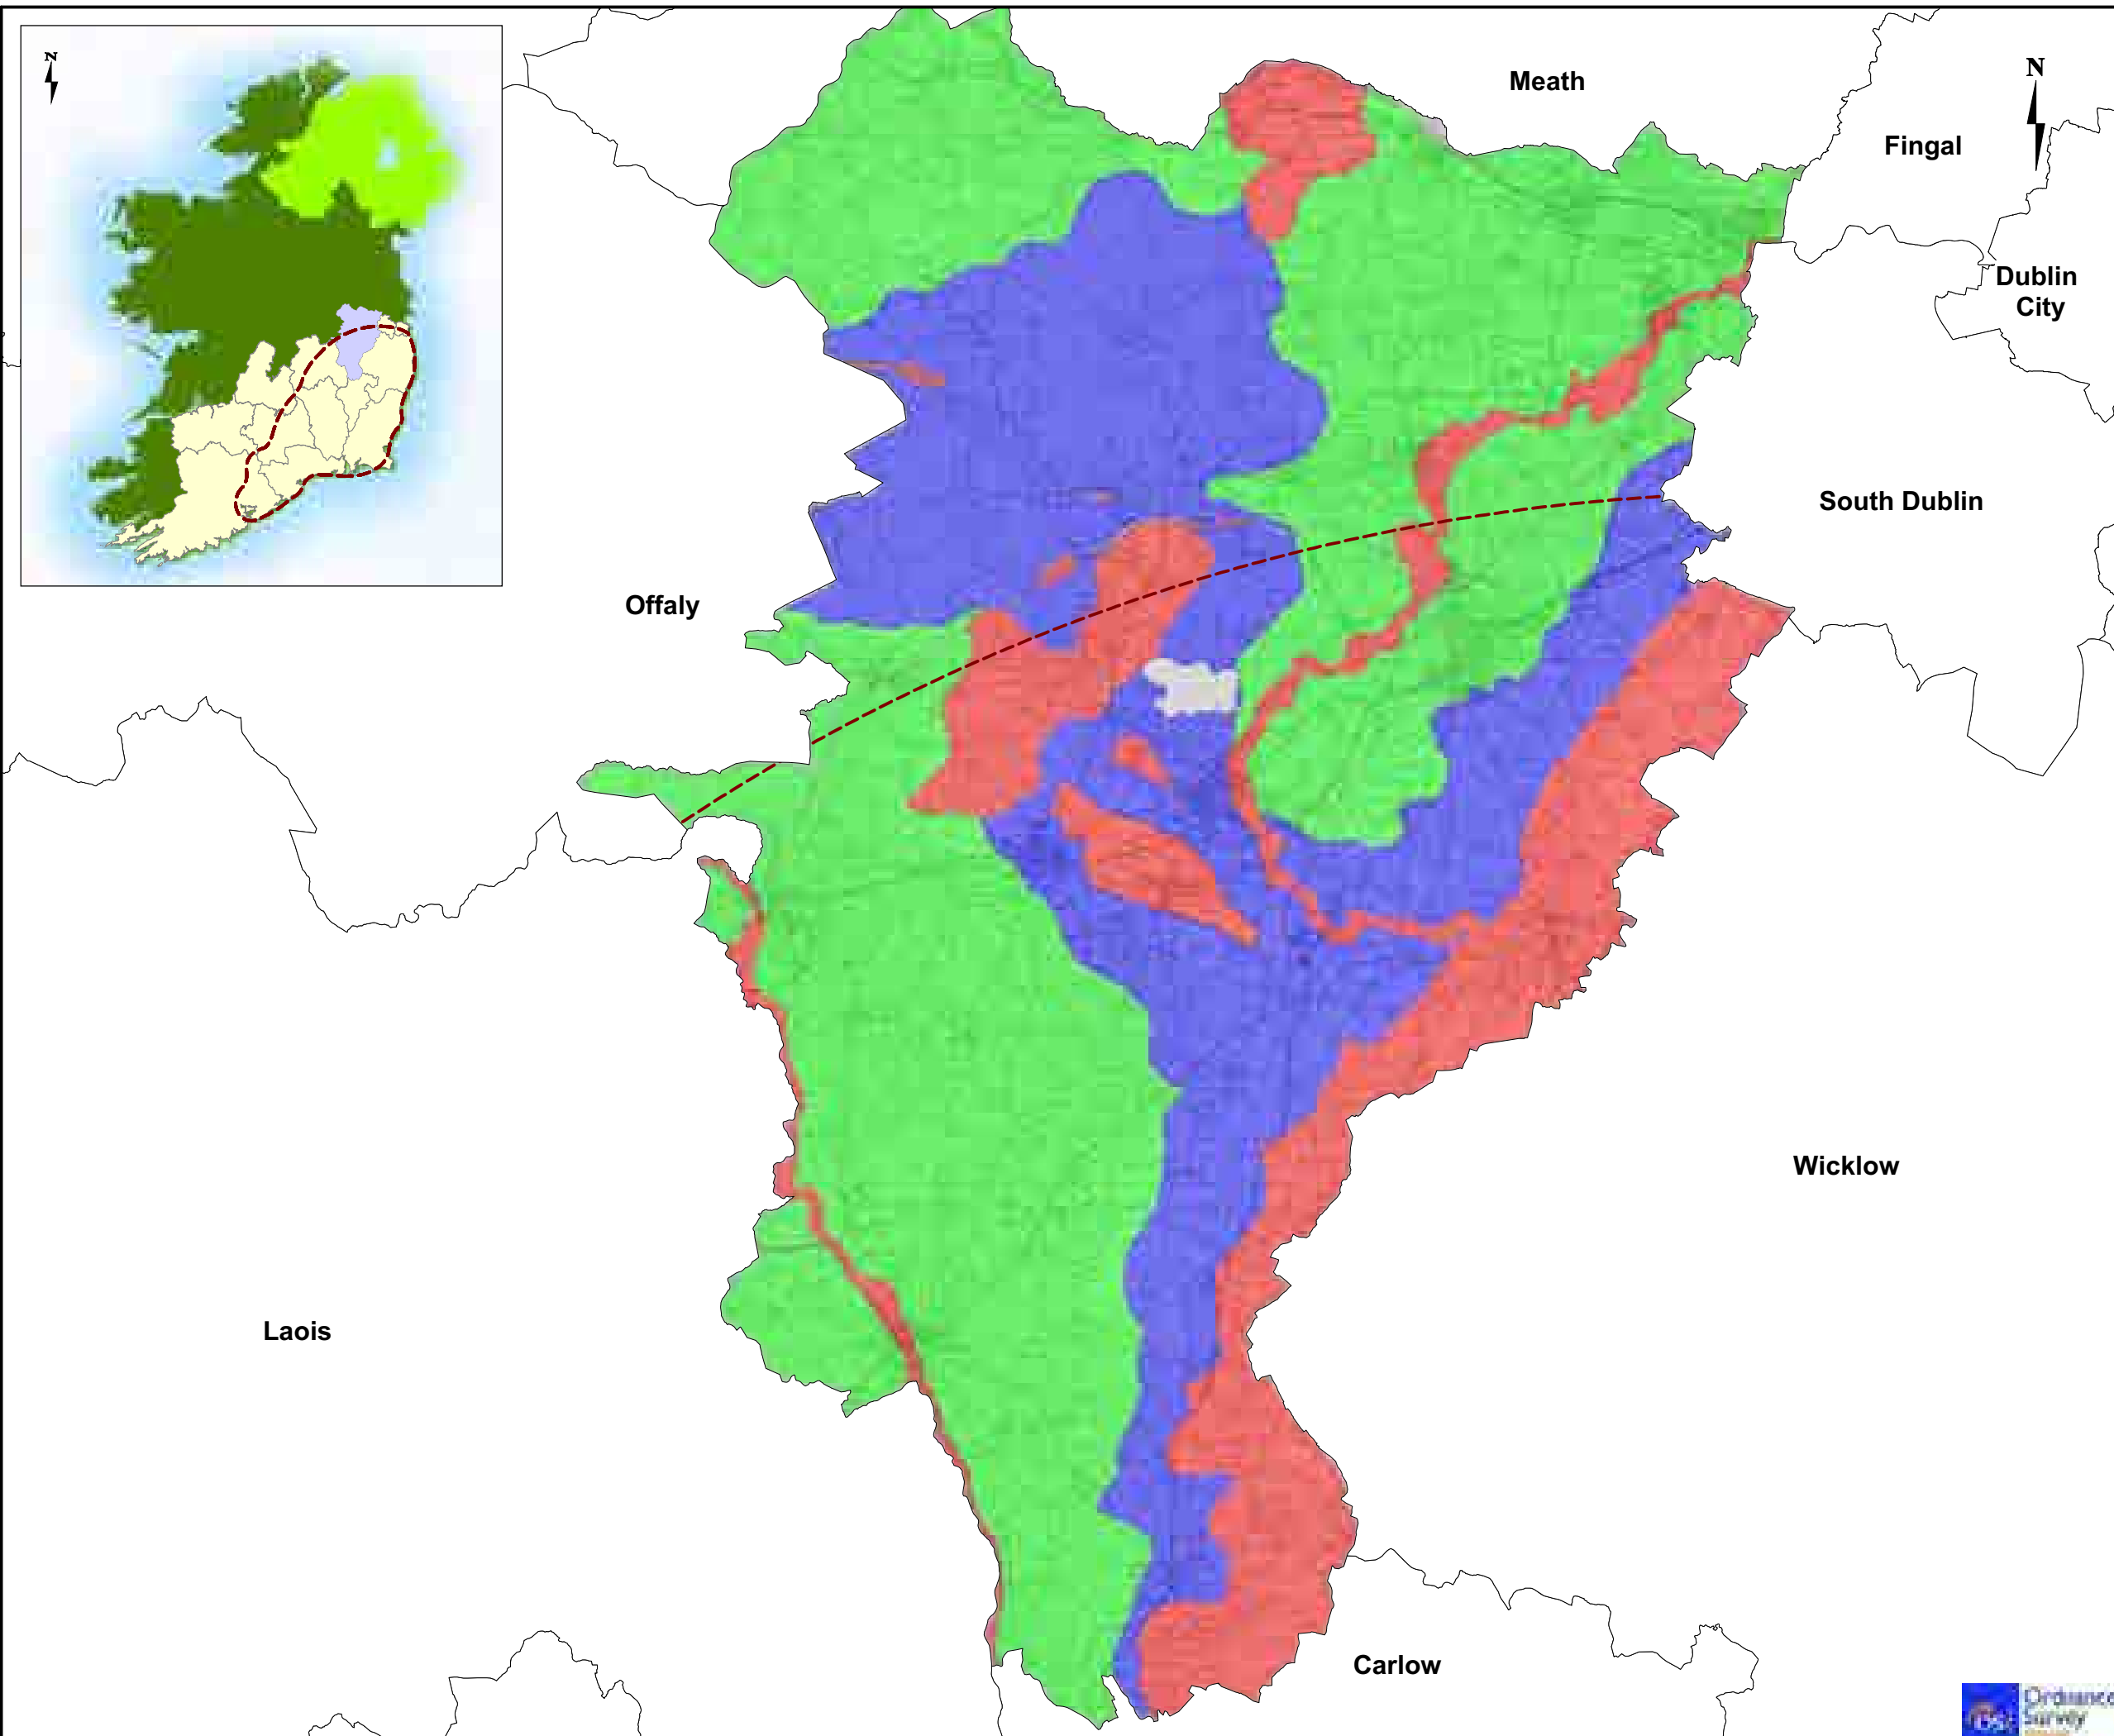 N
Meath
N
Fingal
Dublin
City
South Dublin
Offaly
Wicklow
Laois
Carlow
Ordnance
Survey